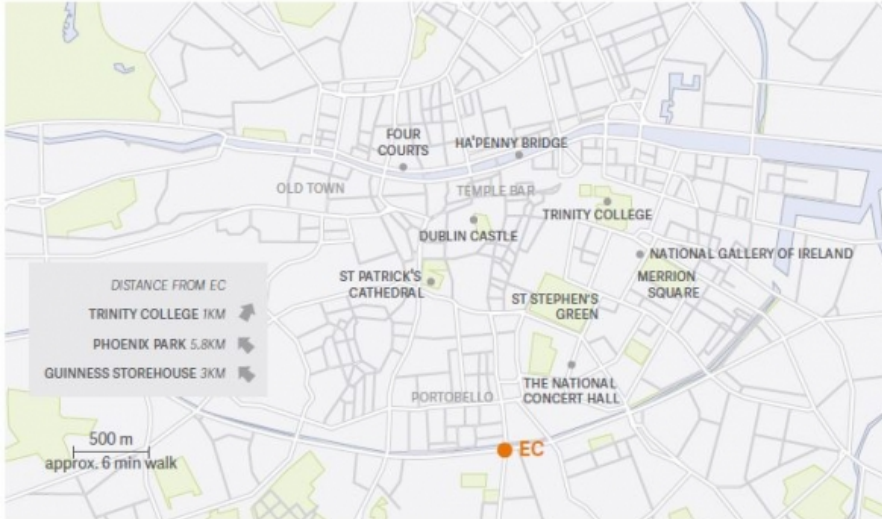 FOUR
COURTS
HA'PENNY BRIDGE
OLD TOWN
TEMPLE BAR
TRINITY COLLEGE
DUBLIN CASTLE
NATIONAL GALLERY OF IRELAND
ST PATRICK'S
CATHEDRAL
MERRION
SQUARE
ST STEPHEN'S
GREEN
DISTANCE FROM EC
TRINITY COLLEGE 1KM
PHOENIX PARK 5.8KM
GUINNESS STOREHOUSE 3KM
THE NATIONAL
CONCERT HALL
PORTOBELLO
500 m
approx. 6 min walk
EC